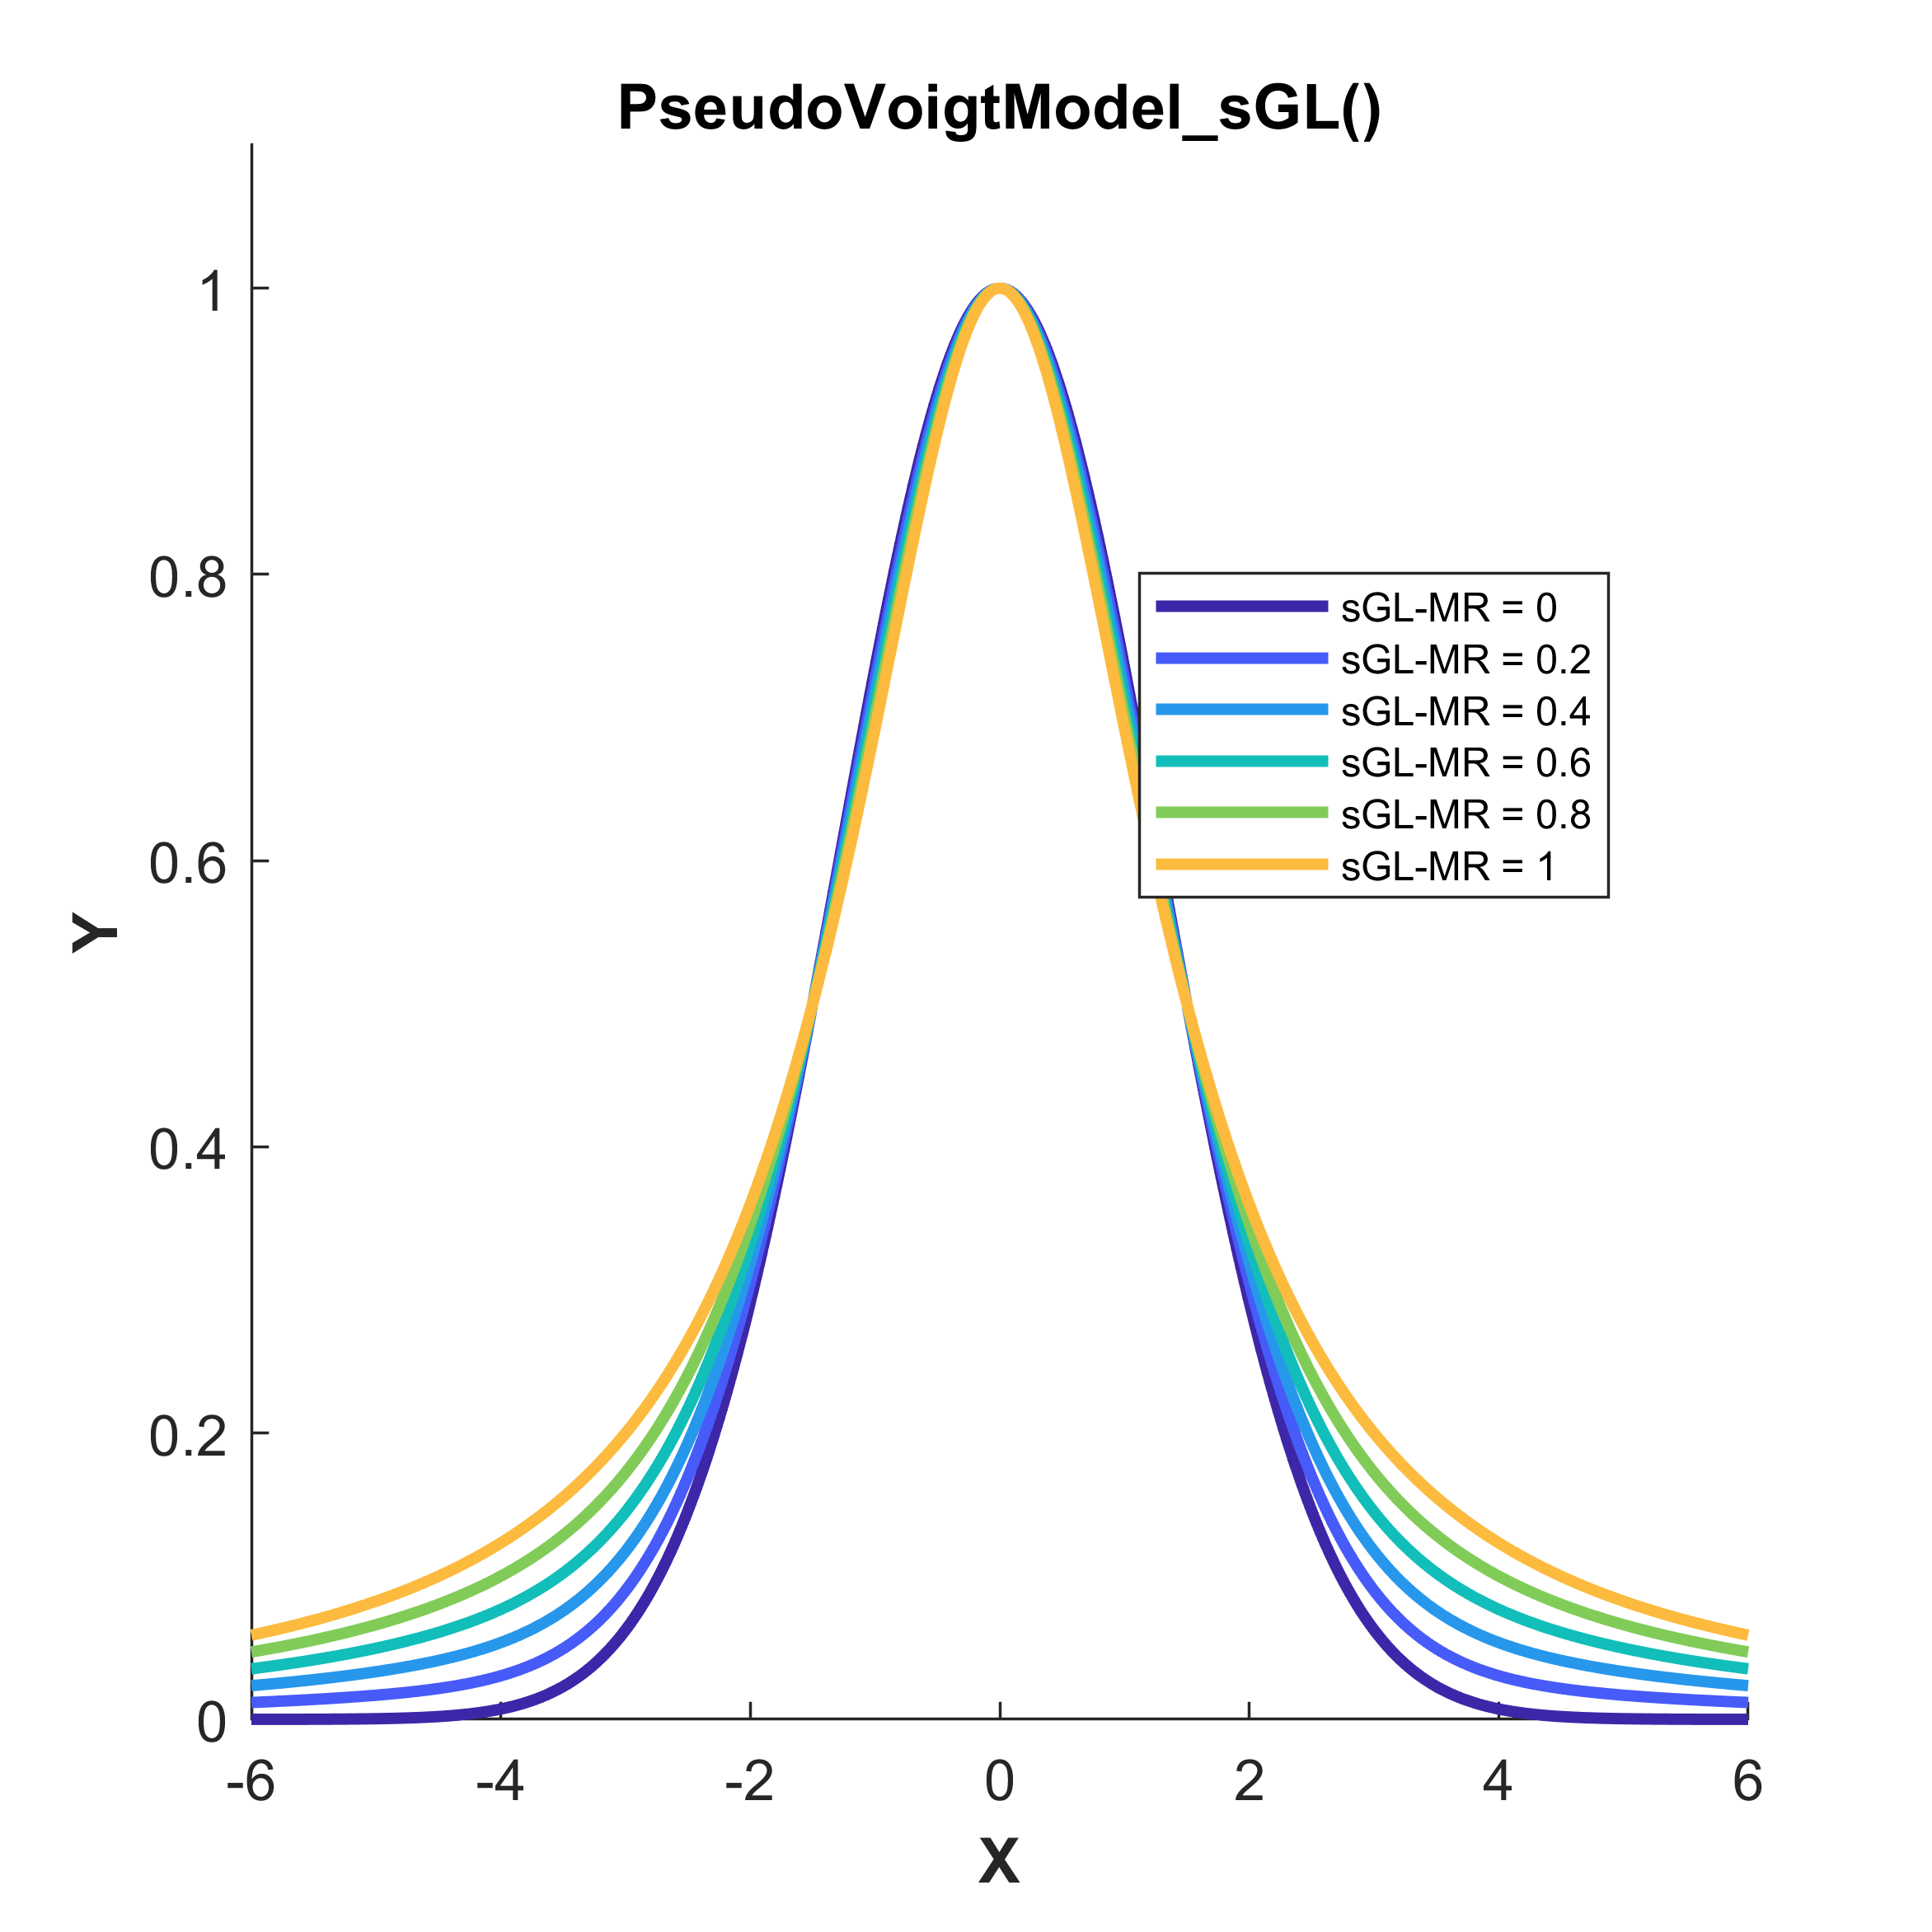 PseudoVoigtModel_sGL()
1
0.8
0.6
0.4
0.2
0
Y
sGL-MR = 0
sGL-MR = 0.2
sGL-MR = 0.4
sGL-MR = 0.6
sGL-MR = 0.8
sGL-MR = 1
-6 -4 -2 0 2 4 6
X